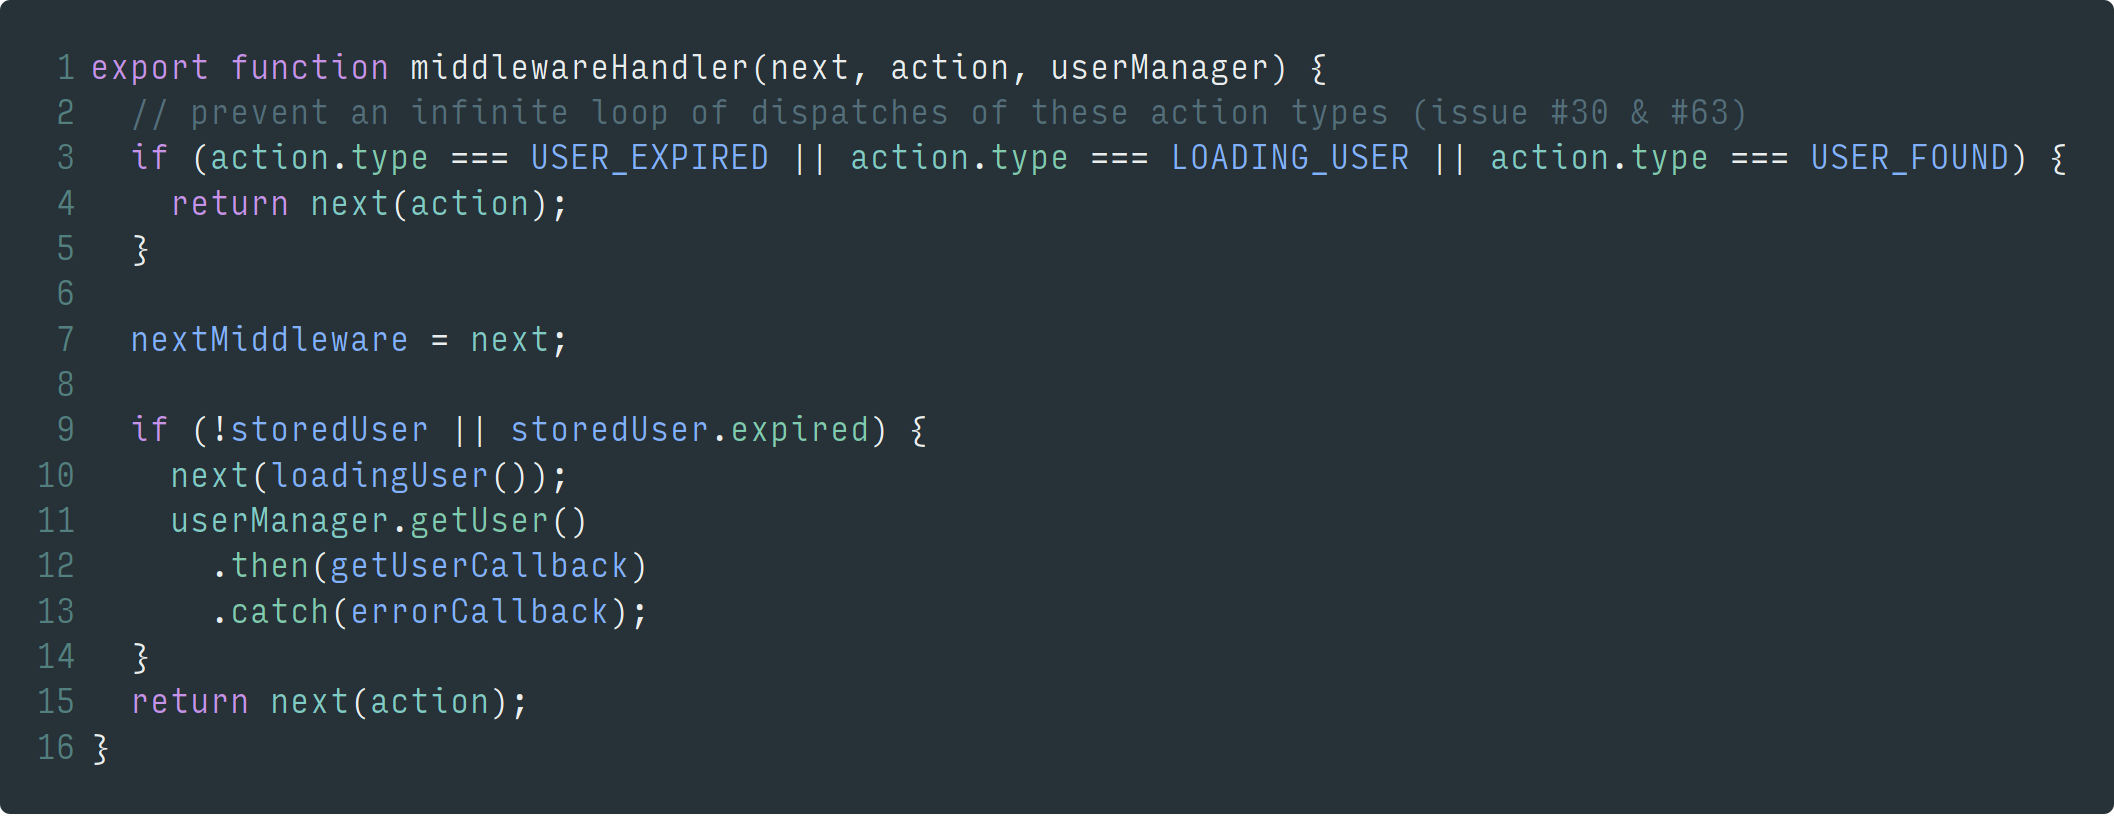 1 export function middlewareHandler(next, action, userManager) {
2   // prevent an infinite loop of dispatches of these action types (issue #30 & #63)
3   if (action.type === USER_EXPIRED || action.type === LOADING_USER || action.type === USER_FOUND) {
4     return next(action);
5   }
6
7   nextMiddleware = next;
8
9   if (!storedUser || storedUser.expired) {
10     next(loadingUser());
11     userManager.getUser()
12       .then(getUserCallback)
13       .catch(errorCallback);
14   }
15   return next(action);
16 }